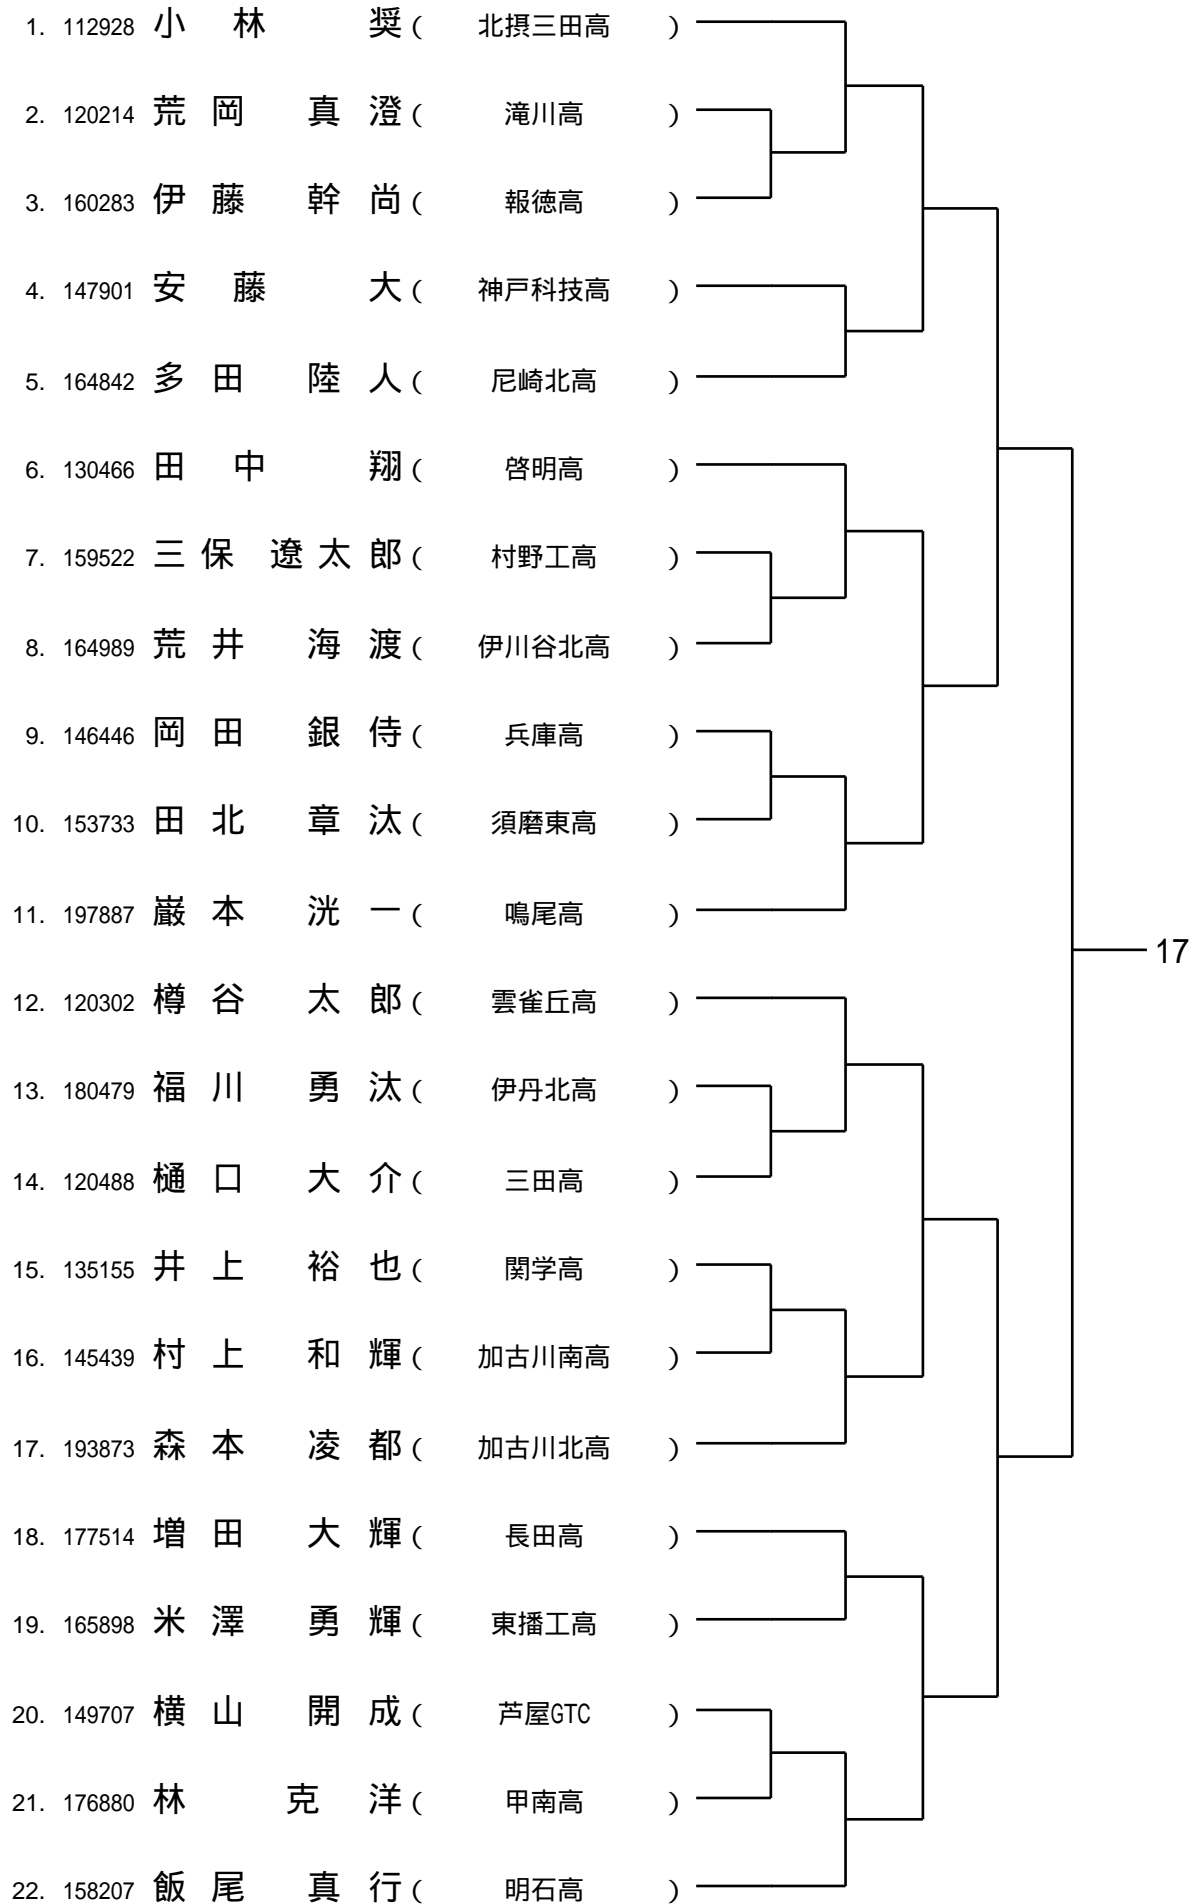 1. 112928 小林 奨 ( 北摂三田高 )
2. 120214 荒岡 真澄 ( 滝川高 )
3. 160283 伊藤 幹尚 ( 報徳高 )
4. 147901 安藤 大 ( 神戸科技高 )
5. 164842 多田 陸人 ( 尼崎北高 )
6. 130466 田中 翔 ( 啓明高 )
7. 159522 三保 遼太郎 ( 村野工高 )
8. 164989 荒井 海渡 ( 伊川谷北高 )
9. 146446 岡田 銀侍 ( 兵庫高 )
10. 153733 田北 章汰 ( 須磨東高 )
11. 197887 巌本 洸一 ( 鳴尾高 )
17
12. 120302 樽谷 太郎 ( 雲雀丘高 )
13. 180479 福川 勇汰 ( 伊丹北高 )
14. 120488 樋口 大介 ( 三田高 )
15. 135155 井上 裕也 ( 関学高 )
16. 145439 村上 和輝 ( 加古川南高 )
17. 193873 森本 凌都 ( 加古川北高 )
18. 177514 増田 大輝 ( 長田高 )
19. 165898 米澤 勇輝 ( 東播工高 )
20. 149707 横山 開成 ( 芦屋GTC )
21. 176880 林 克洋 ( 甲南高 )
22. 158207 飯尾 真行 ( 明石高 )